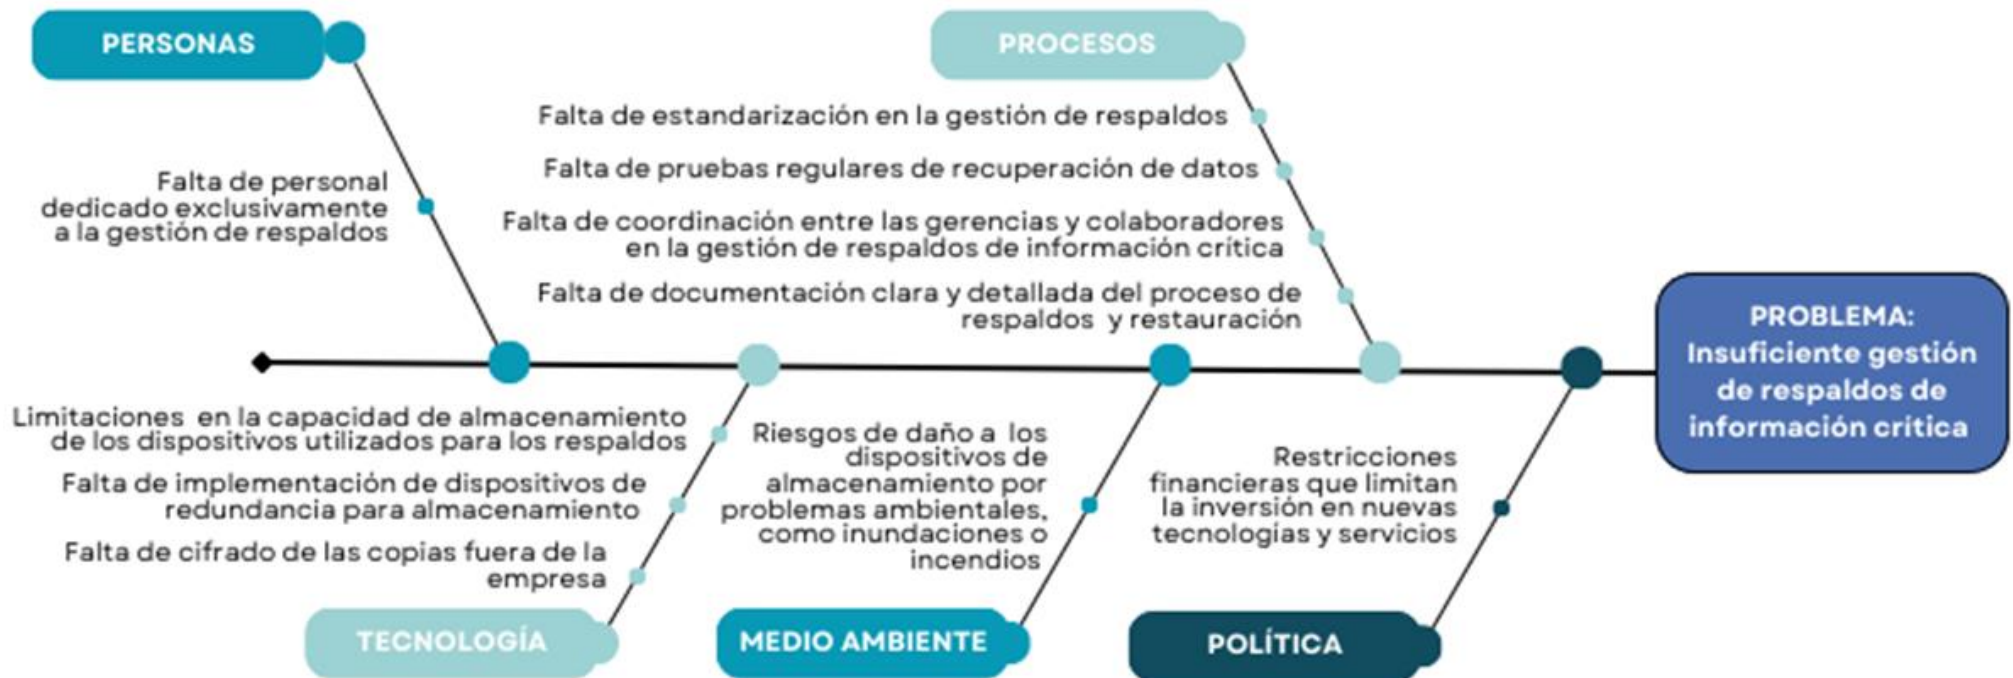 PERSONAS
Falta de personal
dedicado exclusivamente
a la gestión de respaldos
PROCESOS
Falta de estandarización en la gestión de respaldos
Falta de pruebas regulares de recuperación de datos
Falta de coordinación entre las gerencias y colaboradores
en la gestión de respaldos de información crítica
Falta de documentación clara y detallada del proceso de
respaldos y restauración
PROBLEMA:
Insuficiente gestión
de respaldos de
información crítica
Limitaciones en la capacidad de almacenamiento
de los dispositivos utilizados para los respaldos
Falta de implementación de dispositivos de
redundancia para almacenamiento
Falta de cifrado de las copias fuera de la
empresa
TECNOLOGÍA
Riesgos de daño a los
dispositivos de
almacenamiento por
problemas ambientales,
como inundaciones o
incendios
MEDIO AMBIENTE
Restricciones
financieras que limitan
la inversión en nuevas
tecnologías y servicios
POLÍTICA